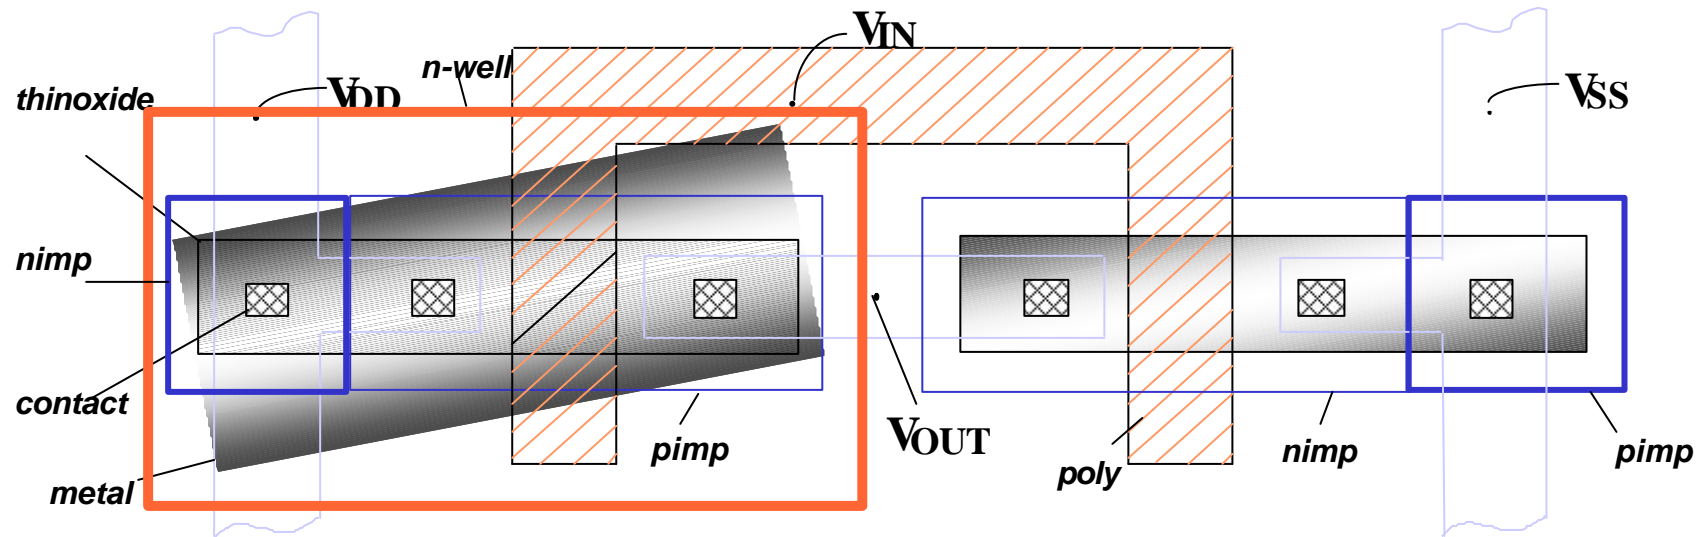 VIN
n-well
thinoxide
VDD
VSS
nimp
contact
metal
pimp
VOUT
poly
nimp
pimp